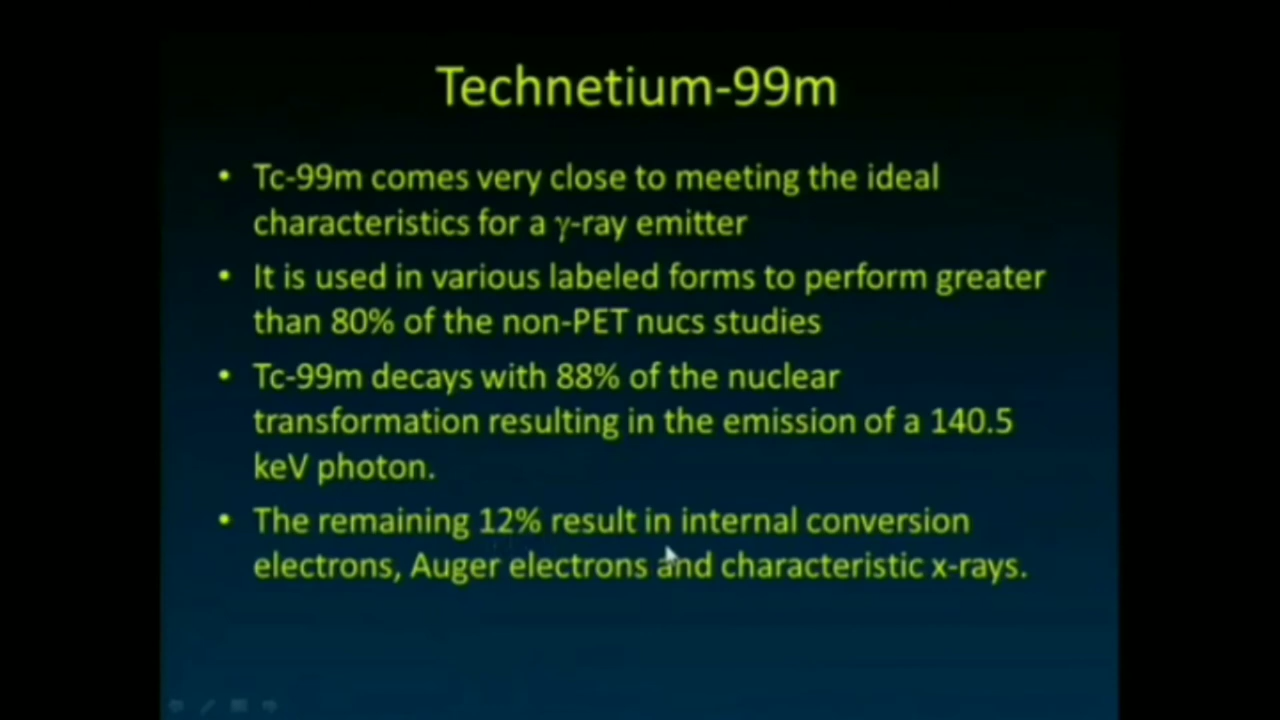 Technetium-99m
• Tc-99m comes very close to meeting the ideal
characteristics for a γ-ray emitter
• It is used in various labeled forms to perform greater
than 80% of the non-PET nucs studies
• Tc-99m decays with 88% of the nuclear
transformation resulting in the emission of a 140.5
keV photon.
• The remaining 12% result in internal conversion
electrons, Auger electrons and characteristic x-rays.